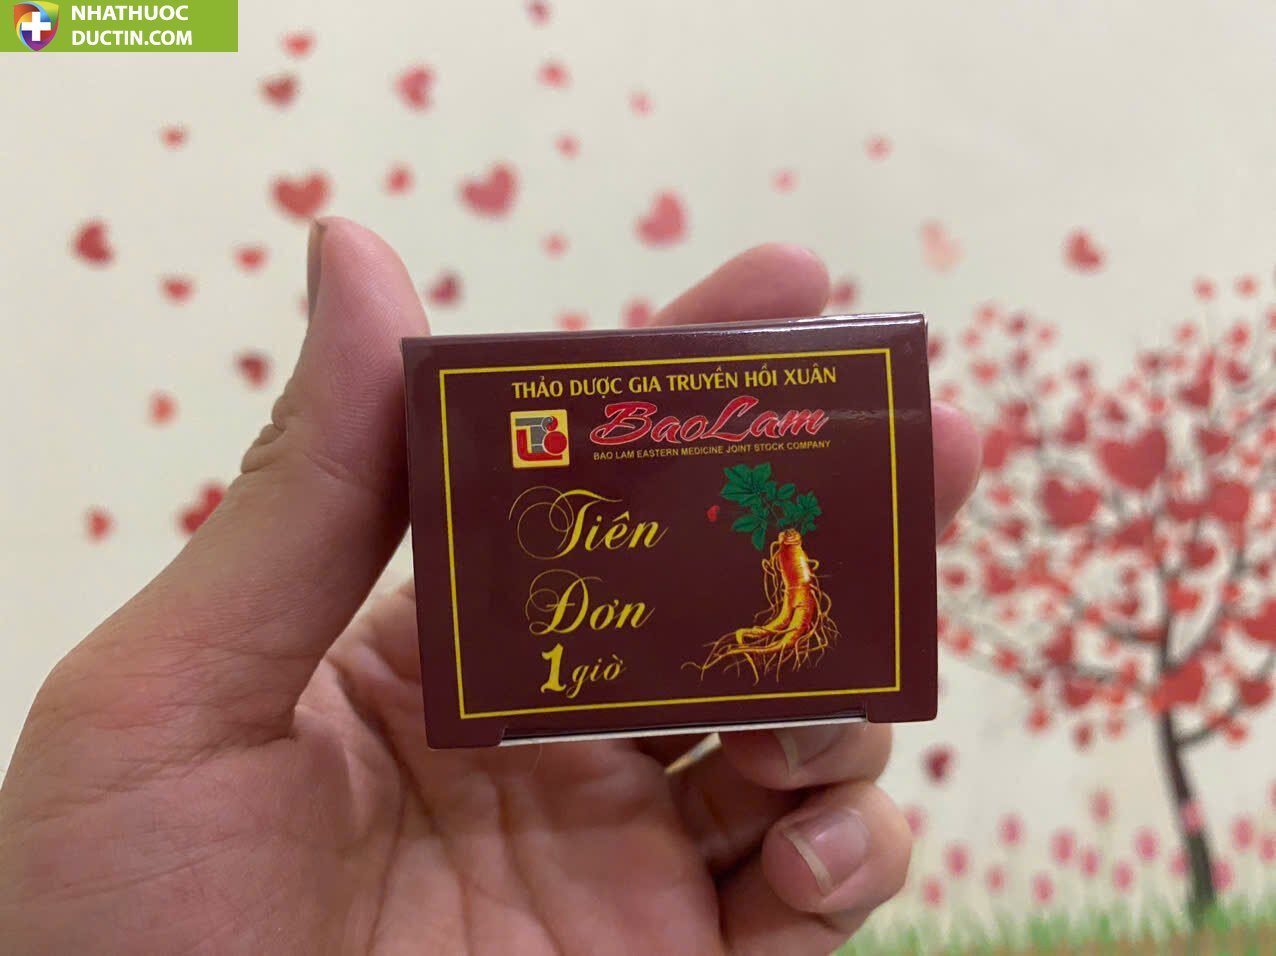 NHATHUOC
DUCTIN.COM
THẢO DƯỢC GIA TRUYỀN HỒI XUÂN
BaoLam
BAO LAM EASTERN MEDICINE JOINT STOCK COMPANY
Tiên
Đơn
1 giờ